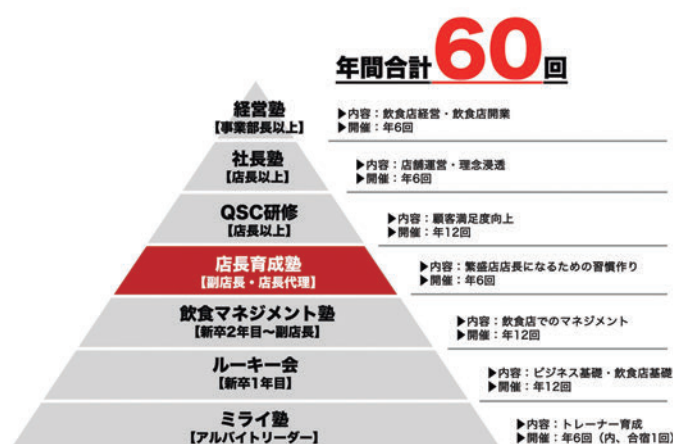 年間合計60回
経営塾
【事業部長以上】
▶内容：飲食店経営・飲食店開業
▶開催：年6回
社長塾
【店長以上】
▶内容：店舗運営・理念浸透
▶開催：年6回
QSC研修
【店長以上】
▶内容：顧客満足度向上
▶開催：年12回
店長育成塾
【副店長・店長代理】
▶内容：繁盛店店長になるための習慣作り
▶開催：年6回
飲食マネジメント塾
【新卒2年目〜副店長】
▶内容：飲食店でのマネジメント
▶開催：年12回
ルーキー会
【新卒1年目】
▶内容：ビジネス基礎・飲食店基礎
▶開催：年12回
ミライ塾
【アルバイトリーダー】
▶内容：トレーナー育成
▶開催：年6回（内、合宿1回）